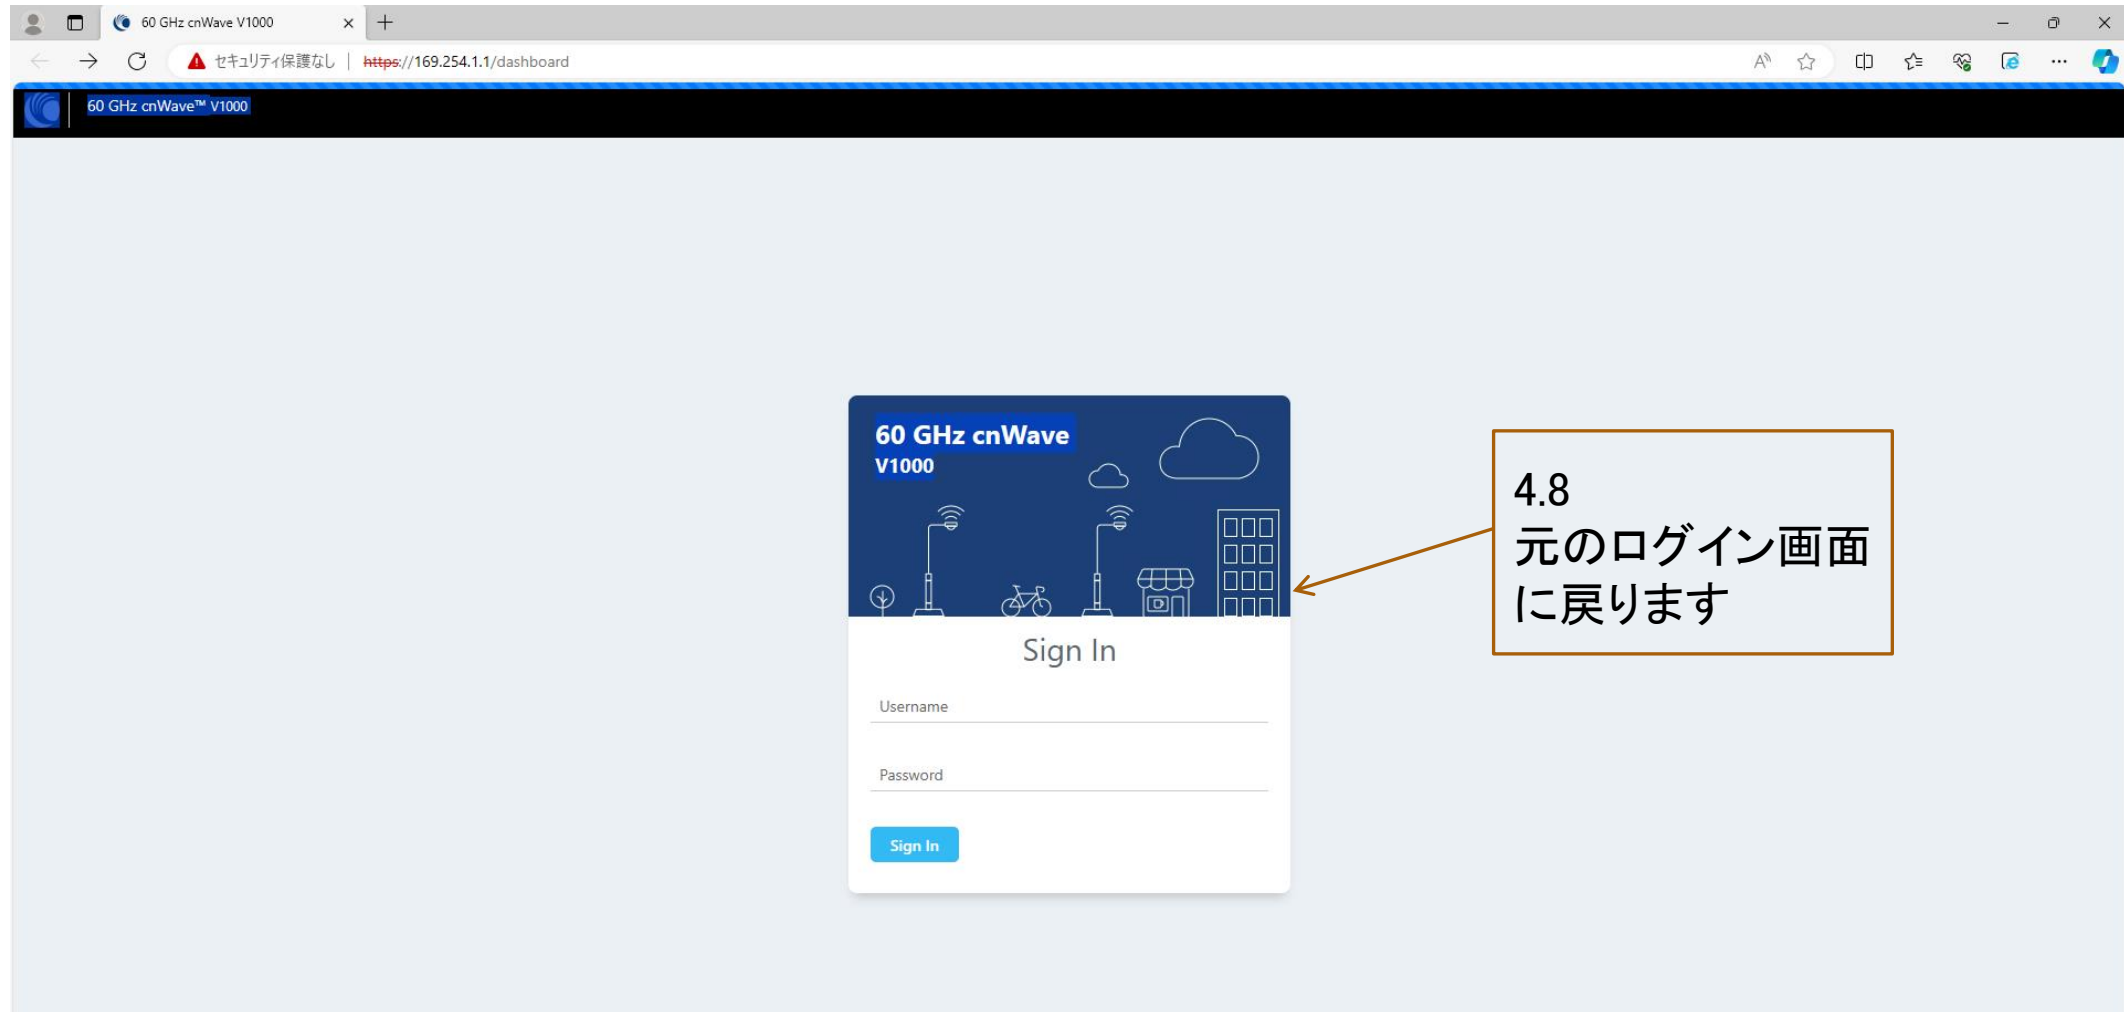 60 GHz cnWave V1000
セキュリティ保護なし | https://169.254.1.1/dashboard
60 GHz cnWave™ V1000
60 GHz cnWave
V1000
4.8
元のログイン画面
に戻ります
Sign In
Username
Password
Sign In